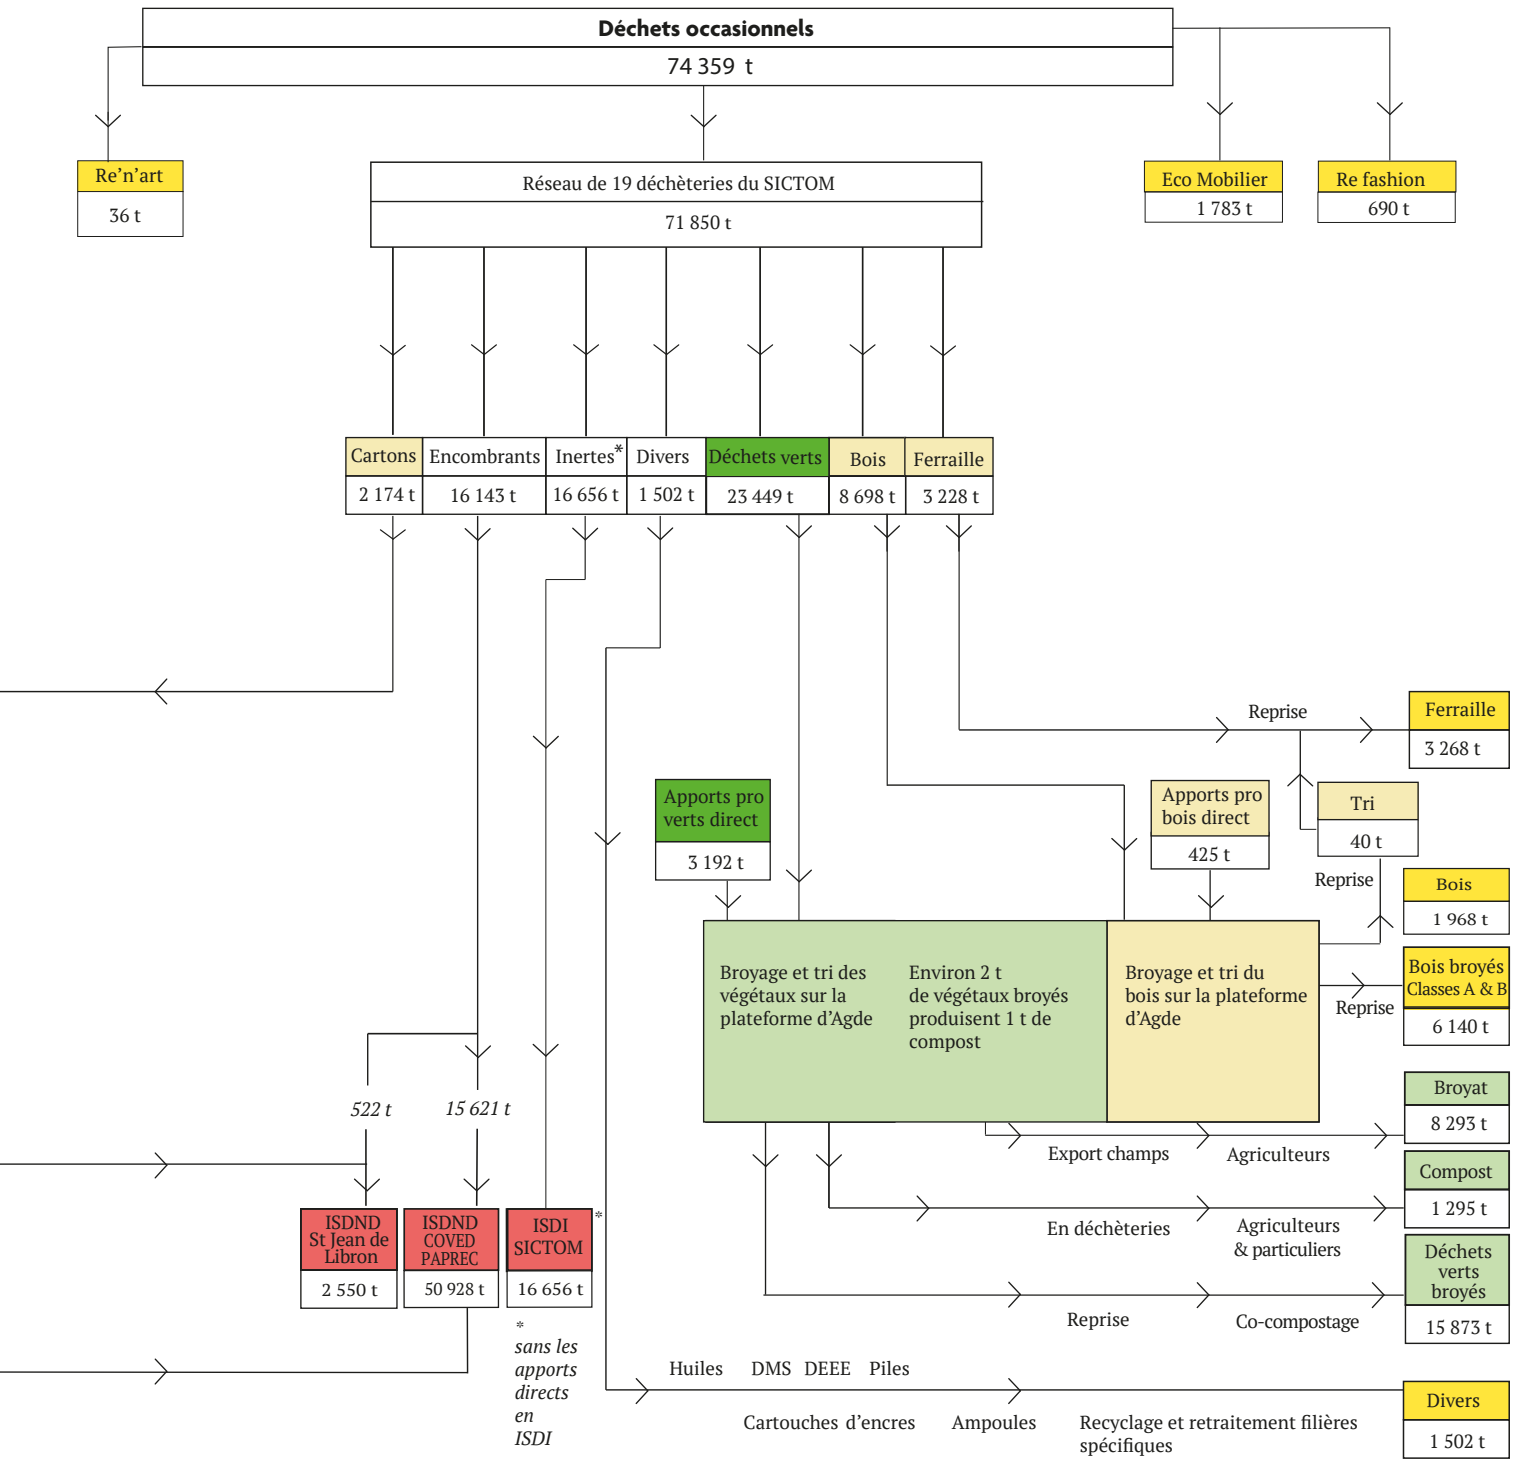 Déchets occasionnels
74 359 t
Re'n'art
36 t
Réseau de 19 déchèteries du SICTOM
71 850 t
Eco Mobilier
1 783 t
Re fashion
690 t
Cartons
2 174 t
Encombrants
16 143 t
Inertes*
16 656 t
Divers
1 502 t
Déchets verts
23 449 t
Bois
8 698 t
Ferraille
3 228 t
Reprise
Ferraille
3 268 t
Apports pro
verts direct
3 192 t
Apports pro
bois direct
425 t
Tri
40 t
Reprise
Bois
1 968 t
Broyage et tri des
végétaux sur la
plateforme d'Agde
Environ 2 t
de végétaux broyés
produisent 1 t de
compost
Broyage et tri du
bois sur la plateforme
d'Agde
Reprise
Bois broyés
Classes A & B
6 140 t
522 t
15 621 t
Broyat
8 293 t
Export champs
Agriculteurs
Compost
1 295 t
En déchèteries
Agriculteurs
& particuliers
Déchets
verts
broyés
15 873 t
Reprise
Co-compostage
ISDND
St Jean de
Libron
2 550 t
ISDND
COVED
PAPREC
50 928 t
ISDI
SICTOM
*
16 656 t
*
sans les
apports
directs
en
ISDI
Huiles DMS DEEE Piles
Cartouches d'encres Ampoules Recyclage et retraitement filières
spécifiques
Divers
1 502 t